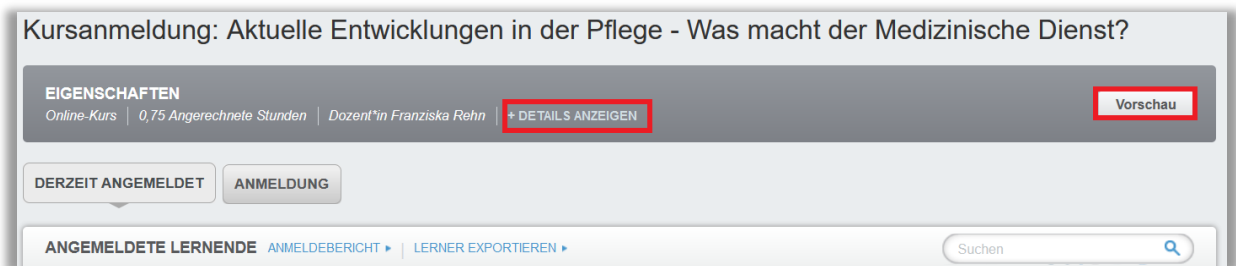 Kursanmeldung: Aktuelle Entwicklungen in der Pflege - Was macht der Medizinische Dienst?
EIGENSCHAFTEN
Online-Kurs | 0,75 Angerechnete Stunden | Dozent*in Franziska Rehn | + DETAILS ANZEIGEN
Vorschau
DERZEIT ANGEMELDET ANMELDUNG
ANGEMELDETE LERNENDE ANMELDEBERICHT | LERNER EXPORTIEREN
Suchen